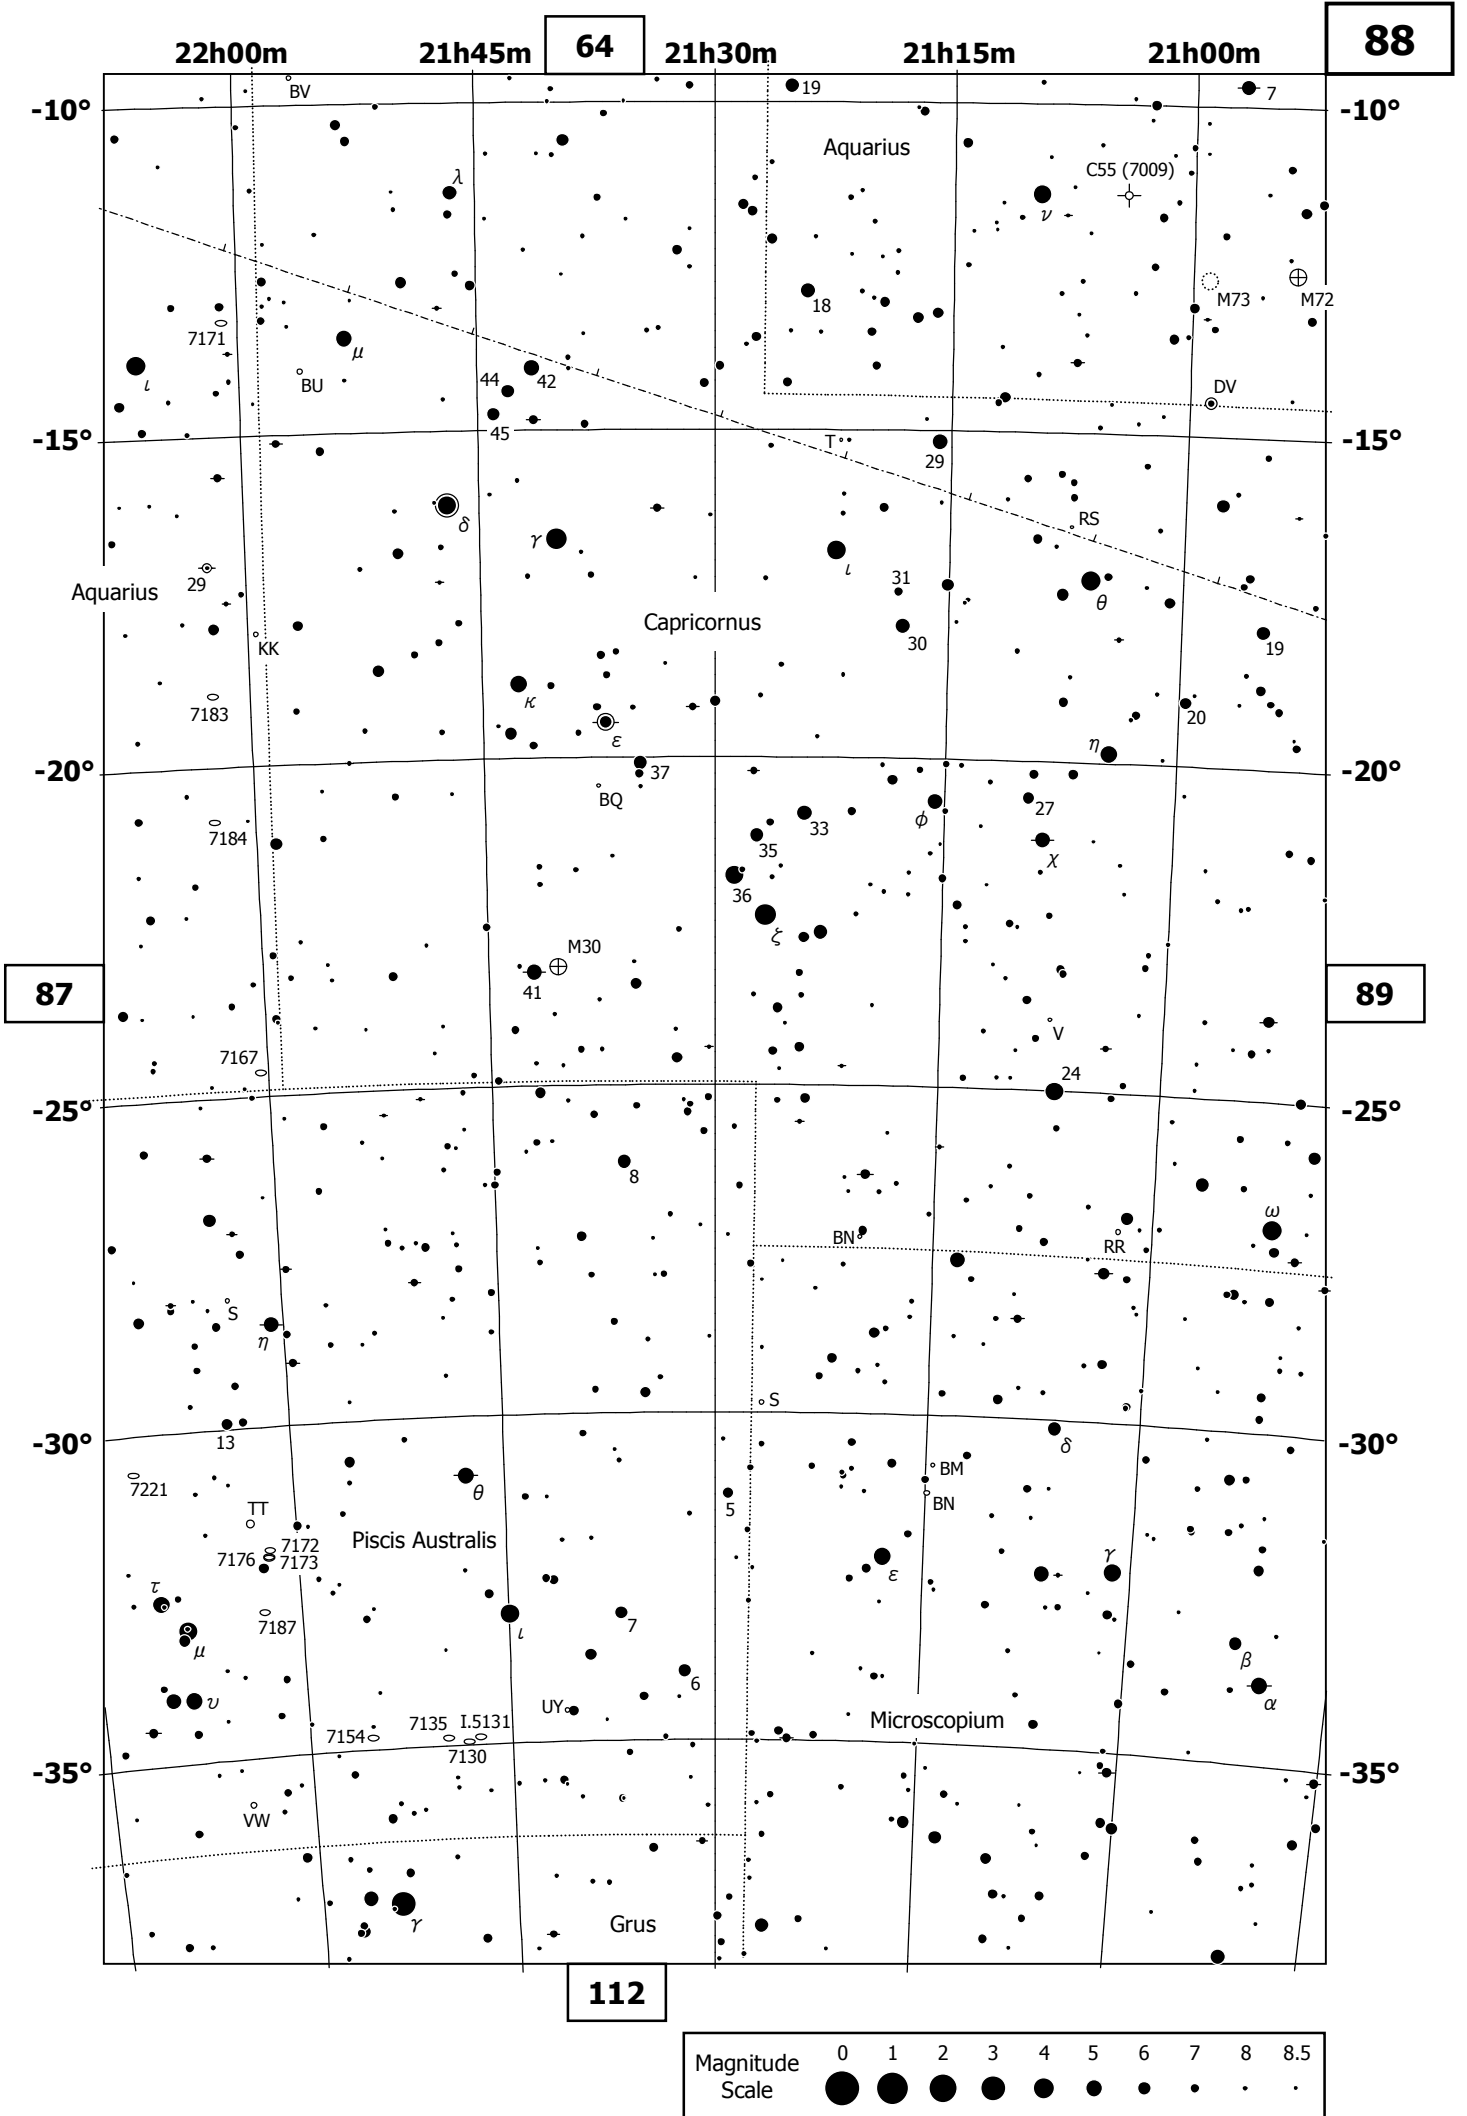 88
22h00m 21h45m 64 21h30m 21h15m 21h00m
BV 19 7
-10° -10°
Aquarius
C55 (7009)
λ
ν
M73 M72
18
7171
μ
ι
BU
44 42
DV
45
-15° T 29 -15°
δ
RS
γ
ι
31
29
θ
Aquarius
Capricornus
30
19
KK
κ
7183
20
ε
η
-20° 37 -20°
BQ
27
ϕ
33
7184
35
χ
36
ζ
M30
87 41 89
V
7167
24
-25° -25°
8
ω
BN
RR
S
η
S
13
-30° δ -30°
BM
7221
θ
5
BN
TT
Piscis Australis
7172
7176 7173
γ
ε
τ
7187
ι
7
μ
β
6
υ
α
UY
7135 I.5131
Microscopium
7154
7130
-35° -35°
VW
γ
Grus
112
Magnitude
Scale
0 1 2 3 4 5 6 7 8 8.5